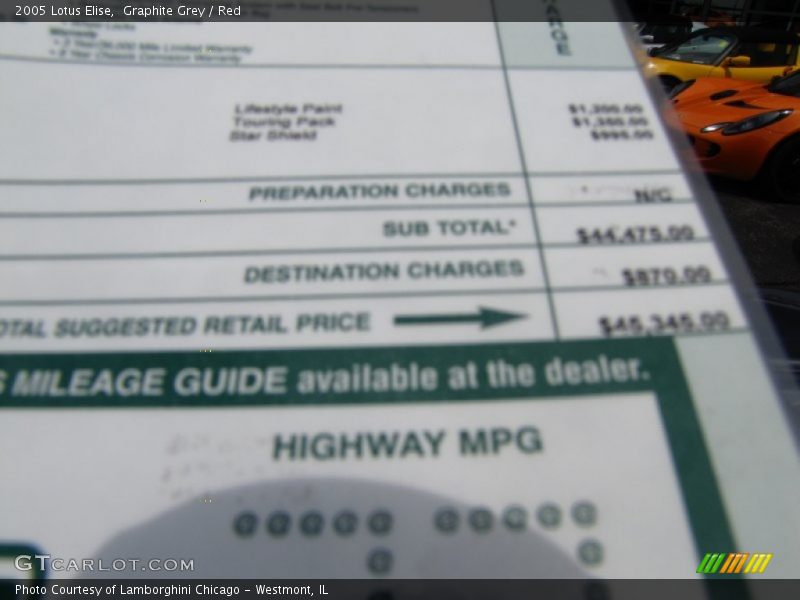 2005 Lotus Elise, Graphite Grey / Red
Warranty
Lifestyle Paint $1,200.00
Touring Pack $1,350.00
Star Shield $995.00
PREPARATION CHARGES N/C
SUB TOTAL* $44,475.00
DESTINATION CHARGES $870.00
OTAL SUGGESTED RETAIL PRICE $45,345.00
S MILEAGE GUIDE available at the dealer.
HIGHWAY MPG
@@@@@ @@@@@
@ @
GTCARLOT.COM
Photo Courtesy of Lamborghini Chicago - Westmont, IL